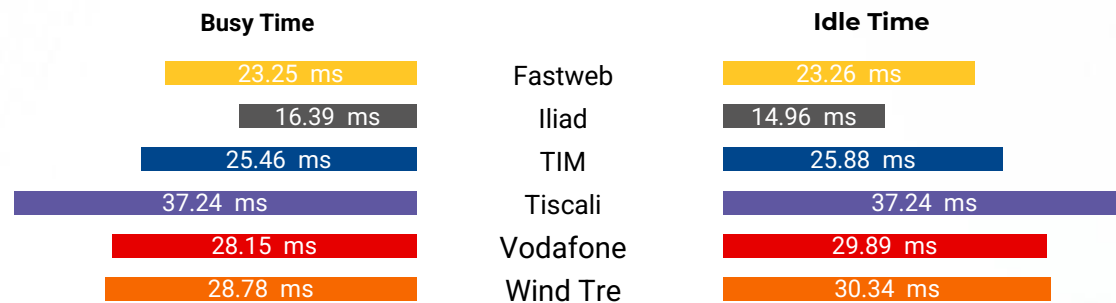 Busy Time Idle Time
23.25 ms Fastweb 23.26 ms
16.39 ms Iliad 14.96 ms
25.46 ms TIM 25.88 ms
37.24 ms Tiscali 37.24 ms
28.15 ms Vodafone 29.89 ms
28.78 ms Wind Tre 30.34 ms